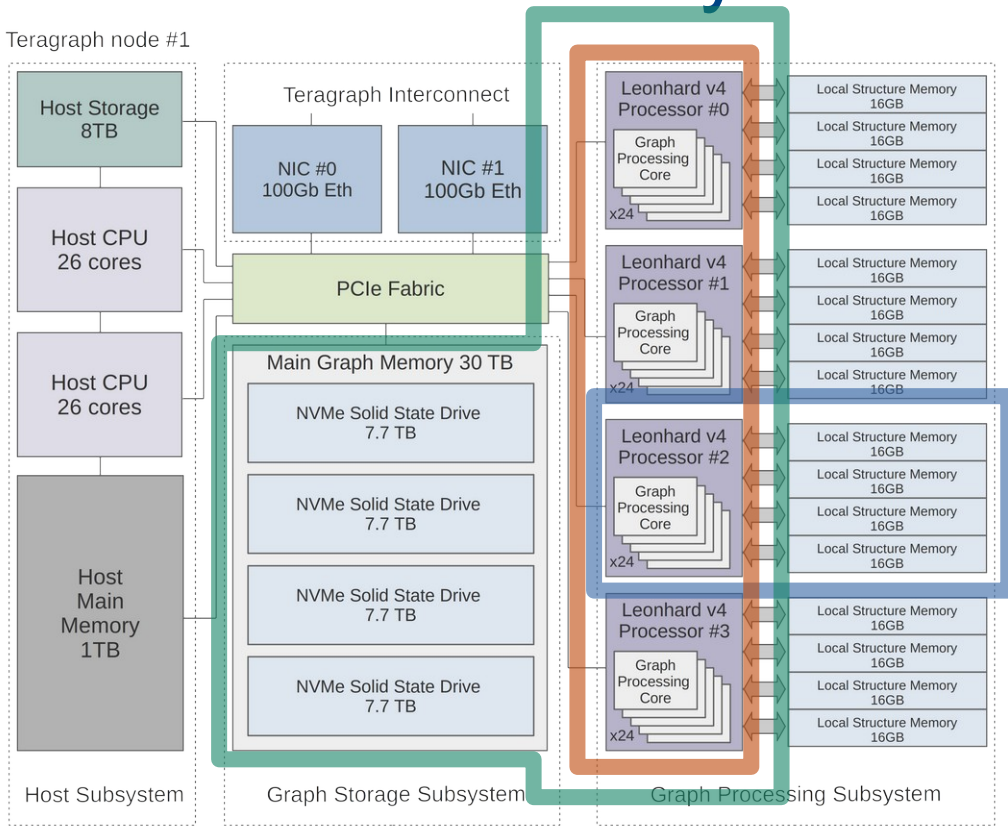 y
Teragraph node #1
Host Storage
8TB
Host CPU
26 cores
Host CPU
26 cores
Host
Main
Memory
1TB
Host Subsystem
Teragraph Interconnect
NIC #0
100Gb Eth
NIC #1
100Gb Eth
PCIe Fabric
Main Graph Memory 30 TB
NVMe Solid State Drive
7.7 TB
NVMe Solid State Drive
7.7 TB
NVMe Solid State Drive
7.7 TB
NVMe Solid State Drive
7.7 TB
Graph Storage Subsystem
Leonhard v4
Processor #0
Graph
Processing
Core
x24
Local Structure Memory
16GB
Local Structure Memory
16GB
Local Structure Memory
16GB
Local Structure Memory
16GB
Leonhard v4
Processor #1
Graph
Processing
Core
x24
Local Structure Memory
16GB
Local Structure Memory
16GB
Local Structure Memory
16GB
Local Structure Memory
16GB
Leonhard v4
Processor #2
Graph
Processing
Core
x24
Local Structure Memory
16GB
Local Structure Memory
16GB
Local Structure Memory
16GB
Local Structure Memory
16GB
Leonhard v4
Processor #3
Graph
Processing
Core
x24
Local Structure Memory
16GB
Local Structure Memory
16GB
Local Structure Memory
16GB
Local Structure Memory
16GB
Graph Processing Subsystem